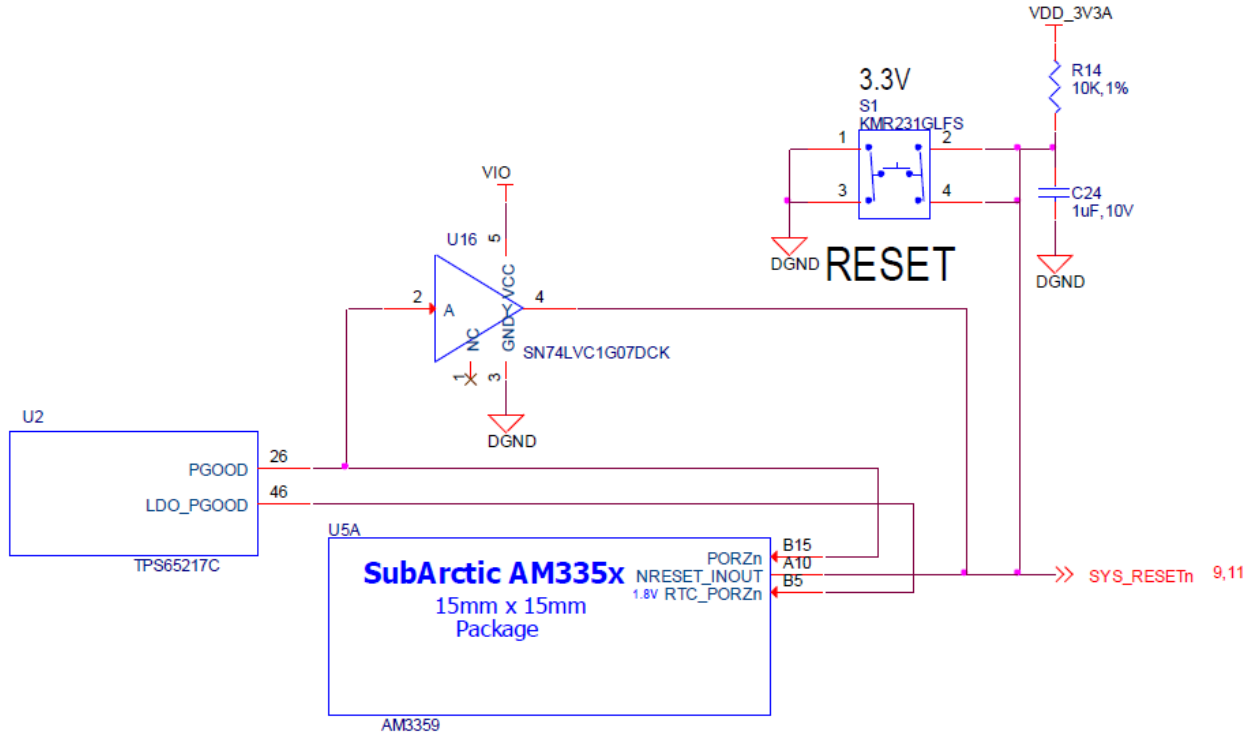 VDD_3V3A
R14
10K,1%
3.3V
S1
KMR231GLFS
1
2
3
4
C24
1uF,10V
DGND
RESET
DGND
VIO
U16
5
2
A
VCC
Y
4
NC
GND
SN74LVC1G07DCK
1
3
DGND
U2
PGOOD
26
LDO_PGOOD
46
TPS65217C
U5A
SubArctic AM335x
15mm x 15mm
Package
PORZn
B15
NRESET_INOUT
A10
1.8V
RTC_PORZn
B5
AM3359
SYS_RESETn
9,11